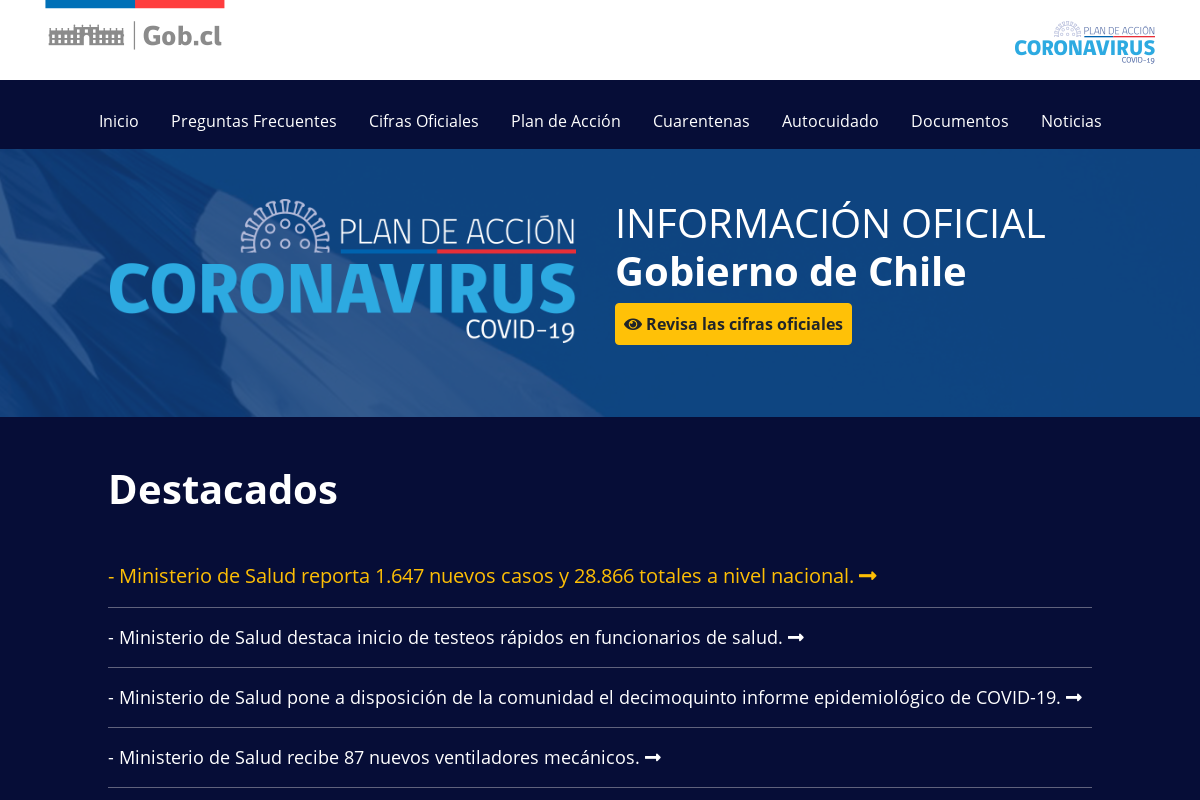 Gob.cl
PLAN DE ACCIÓN
CORONAVIRUS
COVID-19
Inicio Preguntas Frecuentes Cifras Oficiales Plan de Acción Cuarentenas Autocuidado Documentos Noticias
PLAN DE ACCIÓN
CORONAVIRUS
COVID-19
INFORMACIÓN OFICIAL
Gobierno de Chile
Revisa las cifras oficiales
Destacados
- Ministerio de Salud reporta 1.647 nuevos casos y 28.866 totales a nivel nacional.
- Ministerio de Salud destaca inicio de testeos rápidos en funcionarios de salud.
- Ministerio de Salud pone a disposición de la comunidad el decimoquinto informe epidemiológico de COVID-19.
- Ministerio de Salud recibe 87 nuevos ventiladores mecánicos.